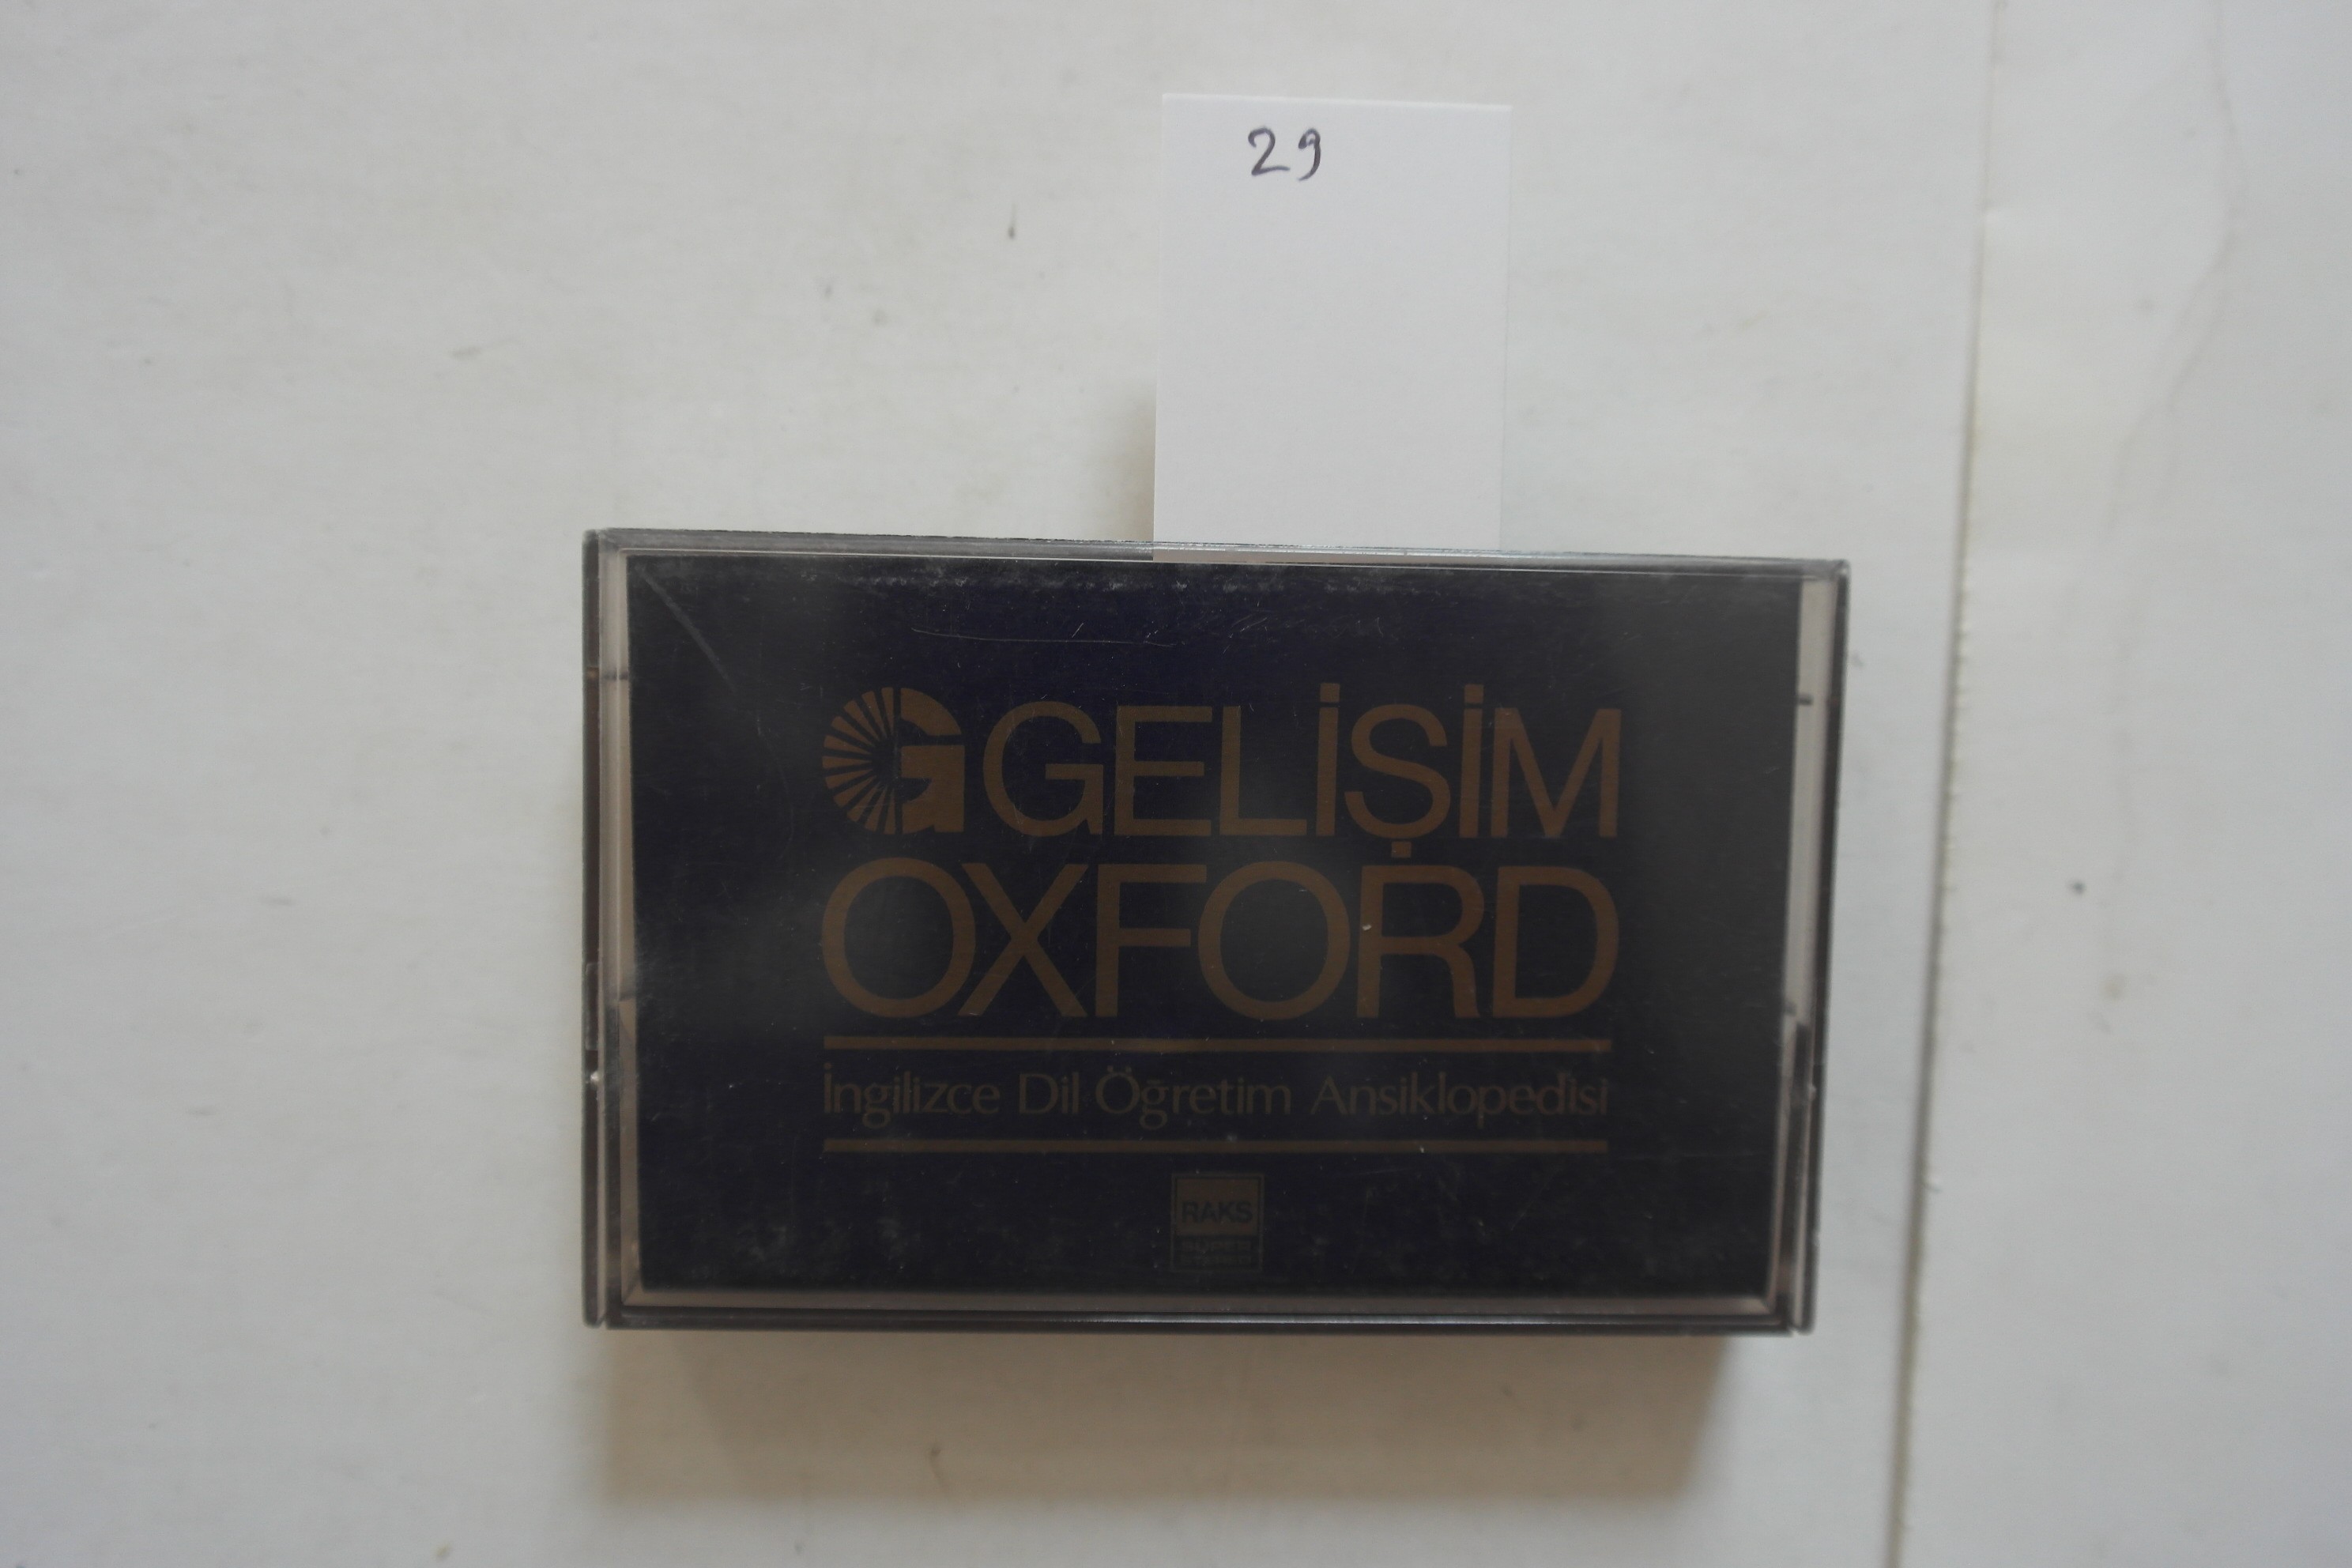 29
GELİŞİM
OXFORD
İngilizce Dil Öğretim Ansiklopedisi
RAKS